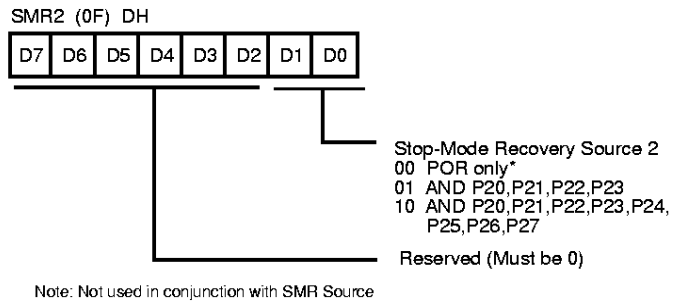 SMR2 (0F) DH
D7 D6 D5 D4 D3 D2 D1 D0
Stop-Mode Recovery Source 2
00 POR only*
01 AND P20,P21,P22,P23
10 AND P20,P21,P22,P23,P24,
P25,P26,P27
Reserved (Must be 0)
Note: Not used in conjunction with SMR Source